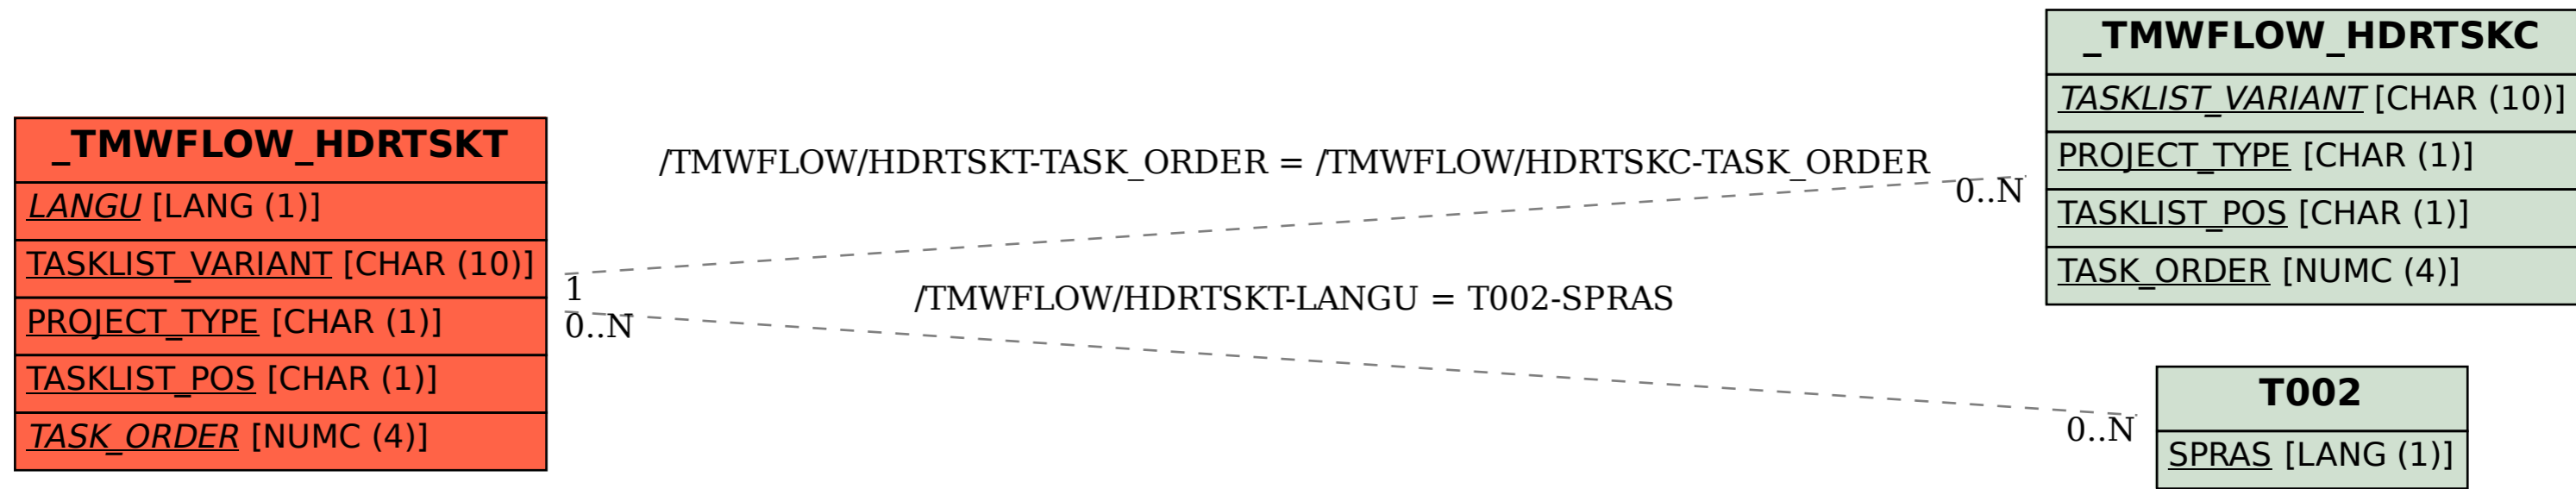 _TMWFLOW_HDRTSKT
LANGU [LANG (1)]
TASKLIST_VARIANT [CHAR (10)]
PROJECT_TYPE [CHAR (1)]
TASKLIST_POS [CHAR (1)]
TASK_ORDER [NUMC (4)]
/TMWFLOW/HDRTSKT-TASK_ORDER = /TMWFLOW/HDRTSKC-TASK_ORDER
0..N
1
/TMWFLOW/HDRTSKT-LANGU = T002-SPRAS
0..N
0..N
_TMWFLOW_HDRTSKC
TASKLIST_VARIANT [CHAR (10)]
PROJECT_TYPE [CHAR (1)]
TASKLIST_POS [CHAR (1)]
TASK_ORDER [NUMC (4)]
T002
SPRAS [LANG (1)]